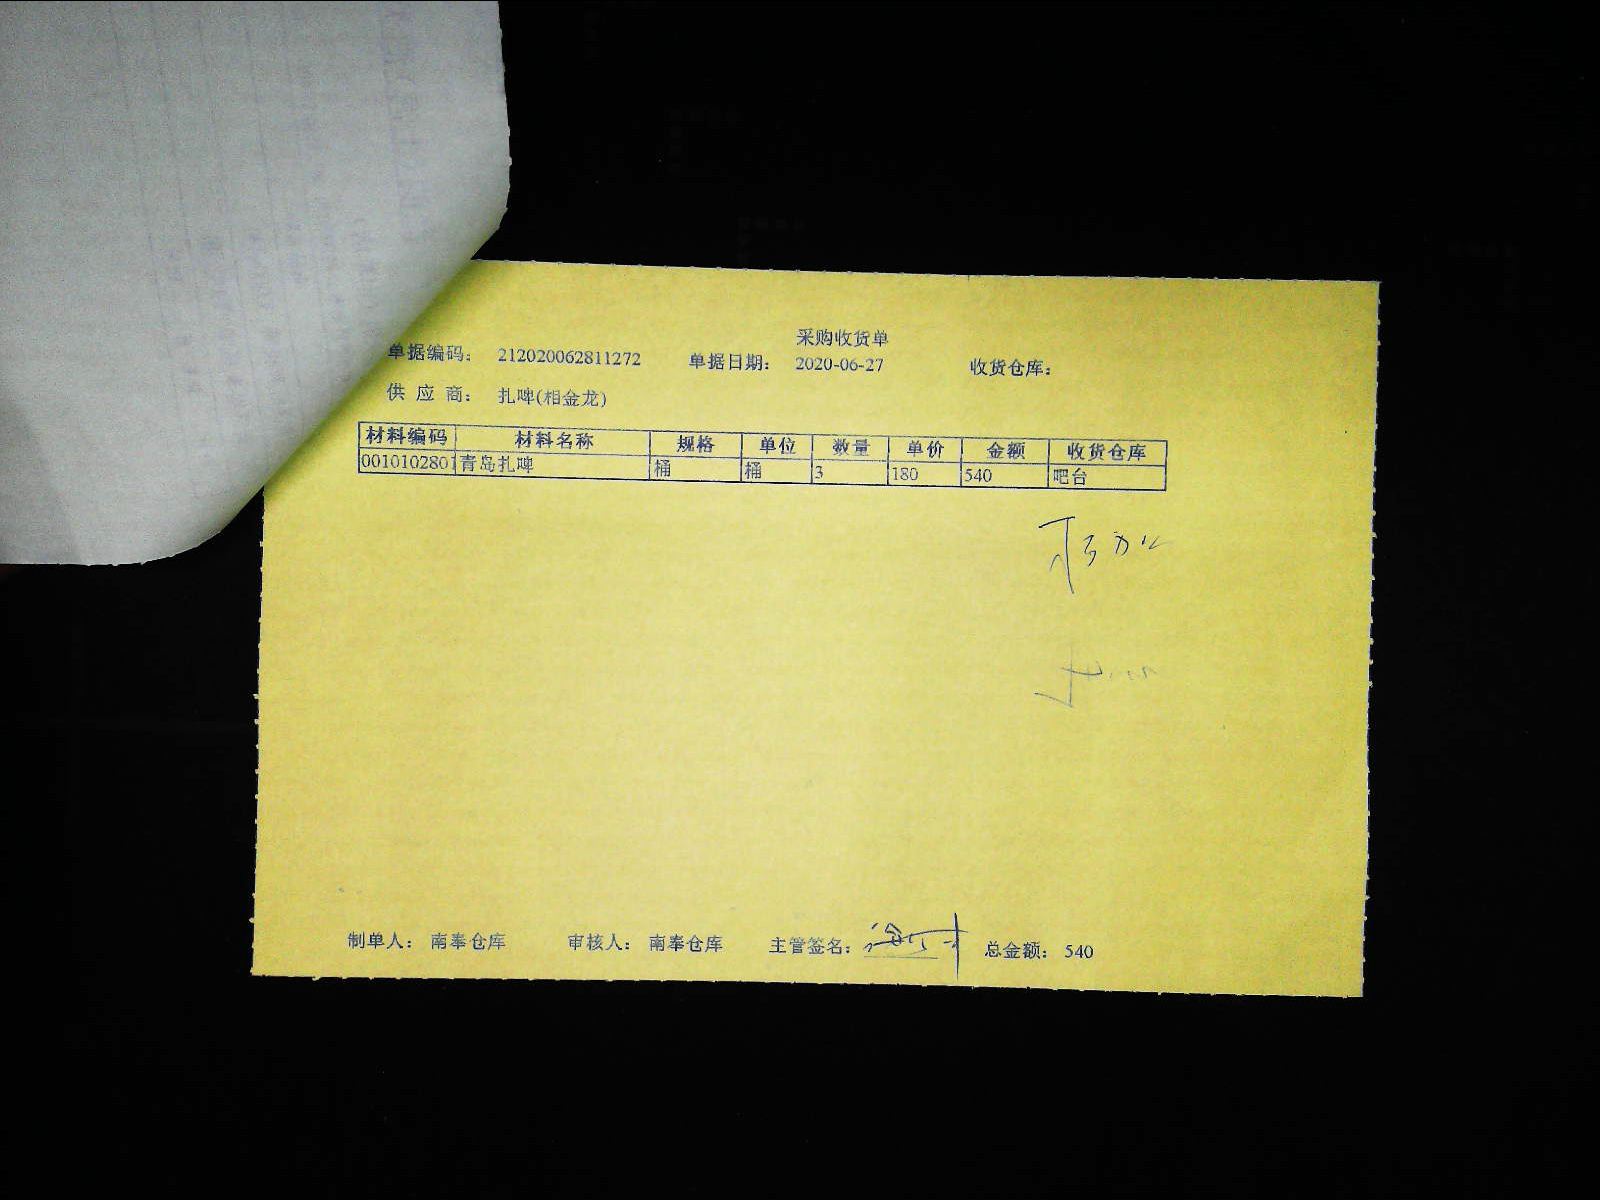 采购收货单
单据编码： 212020062811272 单据日期： 2020-06-27 收货仓库：
供 应 商： 扎啤(相金龙)
材料编码 材料名称 规格 单位 数量 单价 金额 收货仓库
0010102801 青岛扎啤 桶 桶 3 180 540 吧台
制单人： 南奉仓库 审核人： 南奉仓库 主管签名： 总金额： 540